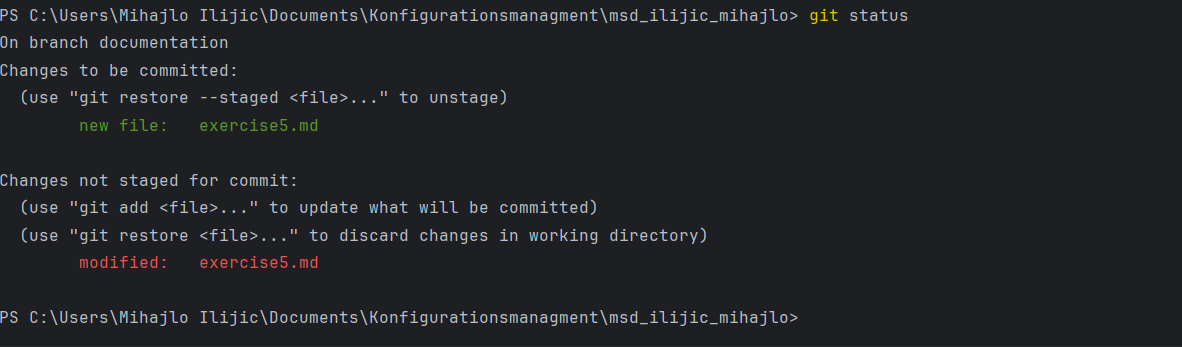 PS C:\Users\Mihajlo Ilijic\Documents\Konfigurationsmanagment\msd_ilijic_mihajlo> git status
On branch documentation
Changes to be committed:
  (use "git restore --staged <file>..." to unstage)
        new file:   exercise5.md

Changes not staged for commit:
  (use "git add <file>..." to update what will be committed)
  (use "git restore <file>..." to discard changes in working directory)
        modified:   exercise5.md

PS C:\Users\Mihajlo Ilijic\Documents\Konfigurationsmanagment\msd_ilijic_mihajlo>